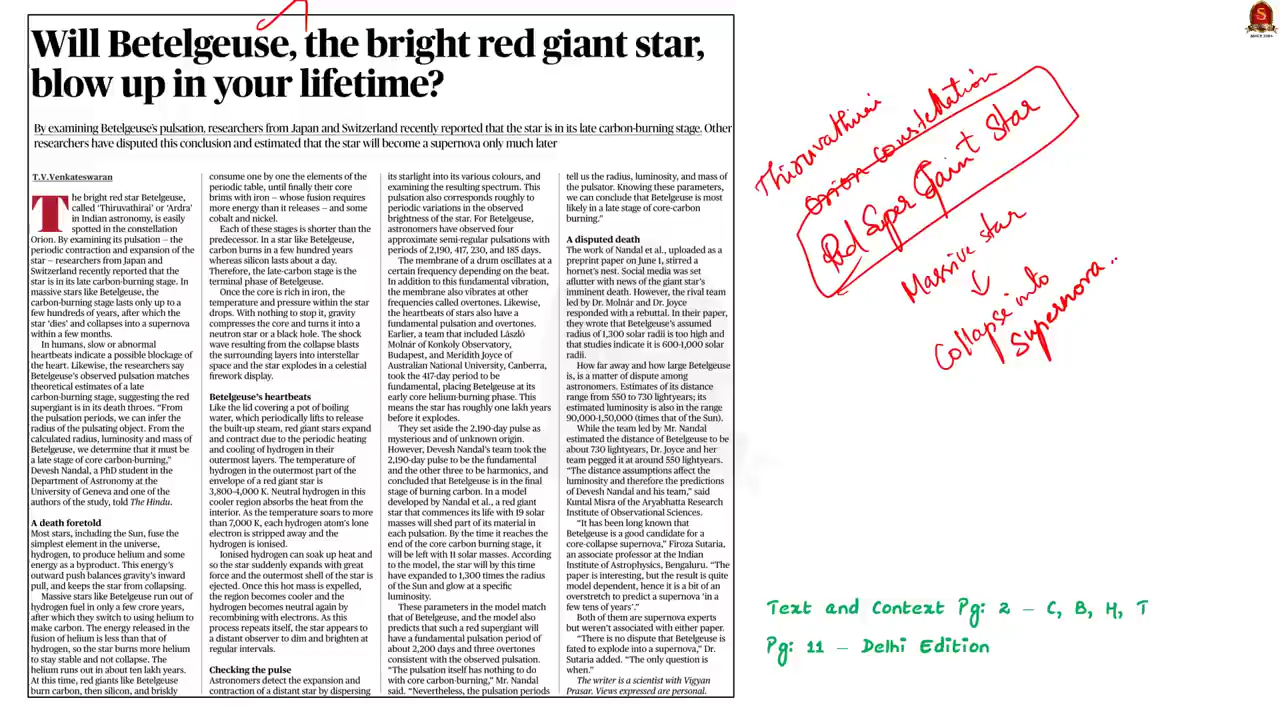 Will Betelgeuse, the bright red giant star,
blow up in your lifetime?
By examining Betelgeuse's pulsation, researchers from Japan and Switzerland recently reported that the star is in its late carbon-burning stage. Other
researchers have disputed this conclusion and estimated that the star will become a supernova only much later
T.V.Venkateswaran
The bright red star Betelgeuse,
called 'Thiruvathirai' or 'Ardra'
in Indian astronomy, is easily
spotted in the constellation
Orion. By examining its pulsation – the
periodic contraction and expansion of the
star – researchers from Japan and
Switzerland recently reported that the
star is in its late carbon-burning stage. In
massive stars like Betelgeuse, the
carbon-burning stage lasts only up to a
few hundreds of years, after which the
star 'dies' and collapses into a supernova
within a few months.
In humans, slow or abnormal
heartbeats indicate a possible blockage of
the heart. Likewise, the researchers say
Betelgeuse's observed pulsation matches
theoretical estimates of a late
carbon-burning stage, suggesting the red
supergiant is in its death throes. "From
the pulsation periods, we can infer the
radius of the pulsating object. From the
calculated radius, luminosity and mass of
Betelgeuse, we determine that it must be
a late stage of core carbon-burning,"
Devesh Nandal, a PhD student in the
Department of Astronomy at the
University of Geneva and one of the
authors of the study, told The Hindu.
A death foretold
Most stars, including the Sun, fuse the
simplest element in the universe,
hydrogen, to produce helium and some
energy as a byproduct. This energy's
outward push balances gravity's inward
pull, and keeps the star from collapsing.
Massive stars like Betelgeuse run out of
hydrogen fuel in only a few crore years,
after which they switch to using helium to
make carbon. The energy released in the
fusion of helium is less than that of
hydrogen, so the star burns more helium
to stay stable and not collapse. The
helium runs out in about ten lakh years.
At this time, red giants like Betelgeuse
burn carbon, then silicon, and briskly
consume one by one the elements of the
periodic table, until finally their core
brims with iron – whose fusion requires
more energy than it releases – and some
cobalt and nickel.
Each of these stages is shorter than the
predecessor. In a star like Betelgeuse,
carbon burns in a few hundred years
whereas silicon lasts about a day.
Therefore, the late-carbon stage is the
terminal phase of Betelgeuse.
Once the core is rich in iron, the
temperature and pressure within the star
drops. With nothing to stop it, gravity
compresses the core and turns it into a
neutron star or a black hole. The shock
wave resulting from the collapse blasts
the surrounding layers into interstellar
space and the star explodes in a celestial
firework display.
Betelgeuse's heartbeats
Like the lid covering a pot of boiling
water, which periodically lifts to release
the built-up steam, red giant stars expand
and contract due to the periodic heating
and cooling of hydrogen in their
outermost layers. The temperature of
hydrogen in the outermost part of the
envelope of a red giant star is
3,800-4,000 K. Neutral hydrogen in this
cooler region absorbs the heat from the
interior. As the temperature soars to more
than 7,000 K, each hydrogen atom's lone
electron is stripped away and the
hydrogen is ionised.
Ionised hydrogen can soak up heat and
so the star suddenly expands with great
force and the outermost shell of the star is
ejected. Once this hot mass is expelled,
the region becomes cooler and the
hydrogen becomes neutral again by
recombining with electrons. As this
process repeats itself, the star appears to
a distant observer to dim and brighten at
regular intervals.
Checking the pulse
Astronomers detect the expansion and
contraction of a distant star by dispersing
its starlight into its various colours, and
examining the resulting spectrum. This
pulsation also corresponds roughly to
periodic variations in the observed
brightness of the star. For Betelgeuse,
astronomers have observed four
approximate semi-regular pulsations with
periods of 2,190, 417, 230, and 185 days.
The membrane of a drum oscillates at a
certain frequency depending on the beat.
In addition to this fundamental vibration,
the membrane also vibrates at other
frequencies called overtones. Likewise,
the heartbeats of stars also have a
fundamental pulsation and overtones.
Earlier, a team that included László
Molnár of Konkoly Observatory,
Budapest, and Meridith Joyce of
Australian National University, Canberra,
took the 417-day period to be
fundamental, placing Betelgeuse at its
early core helium-burning phase. This
means the star has roughly one lakh years
before it explodes.
They set aside the 2,190-day pulse as
mysterious and of unknown origin.
However, Devesh Nandal's team took the
2,190-day pulse to be the fundamental
and the other three to be harmonics, and
concluded that Betelgeuse is in the final
stage of burning carbon. In a model
developed by Nandal et al., a red giant
star that commences its life with 19 solar
masses will shed part of its material in
each pulsation. By the time it reaches the
end of the core carbon burning stage, it
will be left with 11 solar masses. According
to the model, the star will by this time
have expanded to 1,300 times the radius
of the Sun and glow at a specific
luminosity.
These parameters in the model match
that of Betelgeuse, and the model also
predicts that such a red supergiant will
have a fundamental pulsation period of
about 2,200 days and three overtones
consistent with the observed pulsation.
"The pulsation itself has nothing to do
with core carbon-burning," Mr. Nandal
said. "Nevertheless, the pulsation periods
tell us the radius, luminosity, and mass of
the pulsator. Knowing these parameters,
we can conclude that Betelgeuse is most
likely in a late stage of core-carbon
burning."
A disputed death
The work of Nandal et al., uploaded as a
preprint paper on June 1, stirred a
hornet's nest. Social media was set
aflutter with news of the giant star's
imminent death. However, the rival team
led by Dr. Molnár and Dr. Joyce
responded with a rebuttal. In their paper,
they wrote that Betelgeuse's assumed
radius of 1,300 solar radii is too high and
that studies indicate it is 600-1,000 solar
radii.
How far away and how large Betelgeuse
is, is a matter of dispute among
astronomers. Estimates of its distance
range from 550 to 730 lightyears; its
estimated luminosity is also in the range
90,000-1,50,000 (times that of the Sun).
While the team led by Mr. Nandal
estimated the distance of Betelgeuse to be
about 730 lightyears, Dr. Joyce and her
team pegged it at around 550 lightyears.
"The distance assumptions affect the
luminosity and therefore the predictions
of Devesh Nandal and his team," said
Kuntal Misra of the Aryabhatta Research
Institute of Observational Sciences.
"It has been long known that
Betelgeuse is a good candidate for a
core-collapse supernova," Firoza Sutaria,
an associate professor at the Indian
Institute of Astrophysics, Bengaluru. "The
paper is interesting, but the result is quite
model dependent, hence it is a bit of an
overstretch to predict a supernova 'in a
few tens of years'."
Both of them are supernova experts
but weren't associated with either paper.
"There is no dispute that Betelgeuse is
fated to explode into a supernova," Dr.
Sutaria added. "The only question is
when."
The writer is a scientist with Vigyan
Prasar. Views expressed are personal.
Thiruvathirai
Orion Constellation
Red Super Gaint Star
Massive star
Collapse into
Supernova..
Text and Context Pg: 2 – C, B, H, T
Pg: 11 – Delhi Edition
S